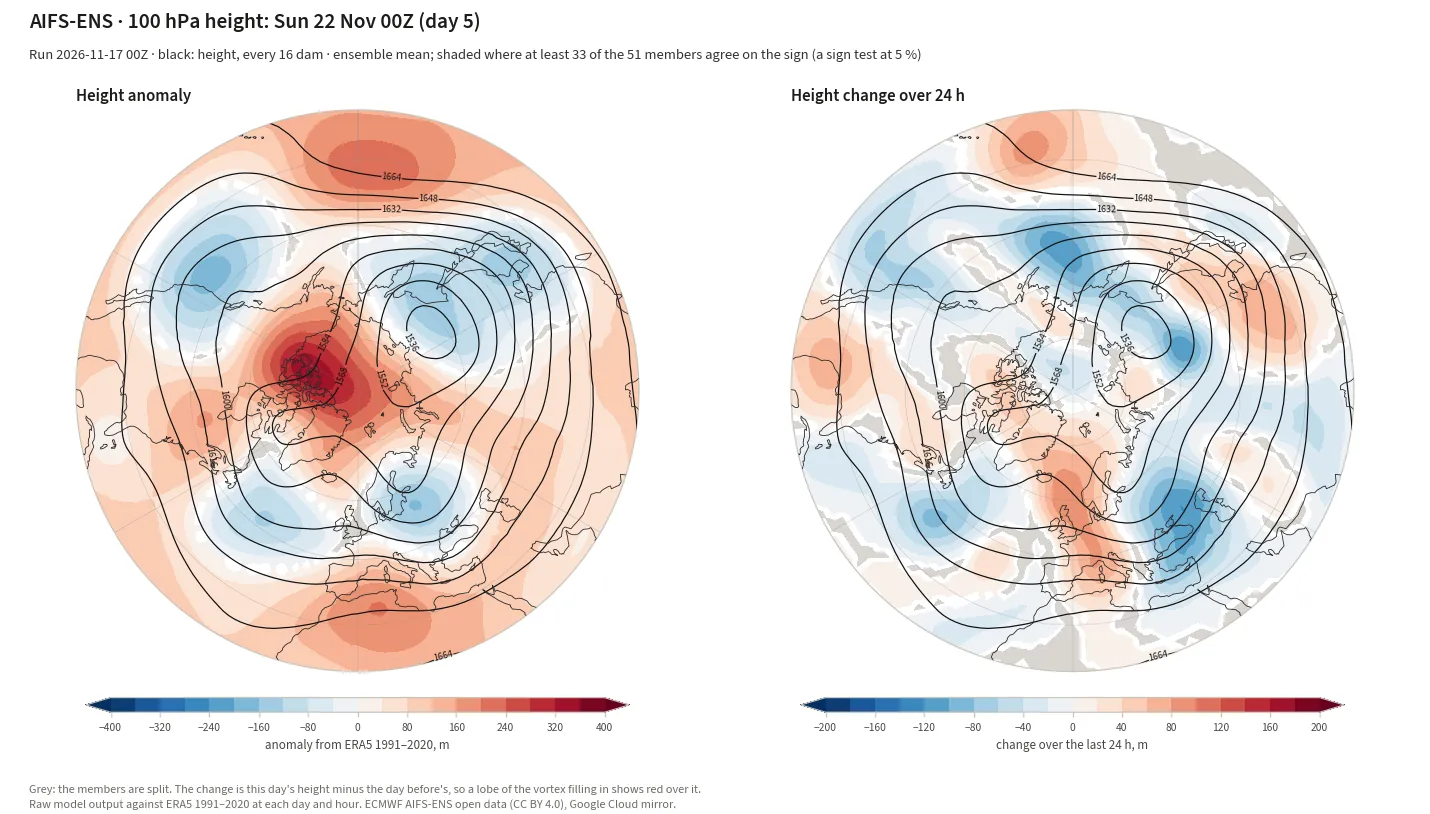 AIFS-ENS · 100 hPa height: Sun 22 Nov 00Z (day 5)
Run 2026-11-17 00Z · black: height, every 16 dam · ensemble mean; shaded where at least 33 of the 51 members agree on the sign (a sign test at 5 %)
Height anomaly
Height change over 24 h
1664
1648
1632
1584
1536
1568
1552
1600
1616
1664
1664
1648
1632
1584
1536
1568
1552
1600
1616
1664
−400 −320 −240 −160 −80 0 80 160 240 320 400
anomaly from ERA5 1991–2020, m
−200 −160 −120 −80 −40 0 40 80 120 160 200
change over the last 24 h, m
Grey: the members are split. The change is this day's height minus the day before's, so a lobe of the vortex filling in shows red over it.
Raw model output against ERA5 1991–2020 at each day and hour. ECMWF AIFS-ENS open data (CC BY 4.0), Google Cloud mirror.